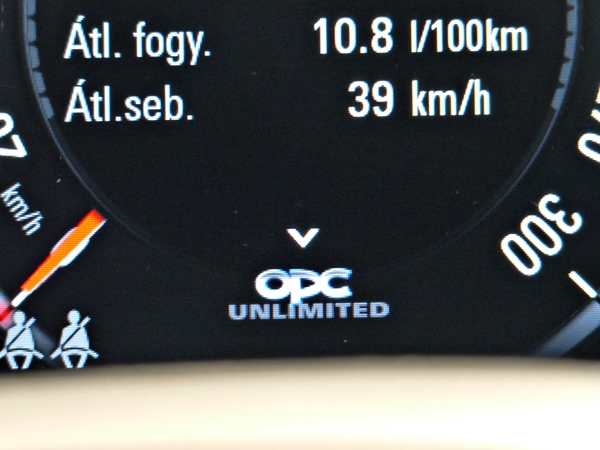 Átl. fogy. 10.8 l/100km
Átl.seb. 39 km/h
km/h
300
opc
UNLIMITED